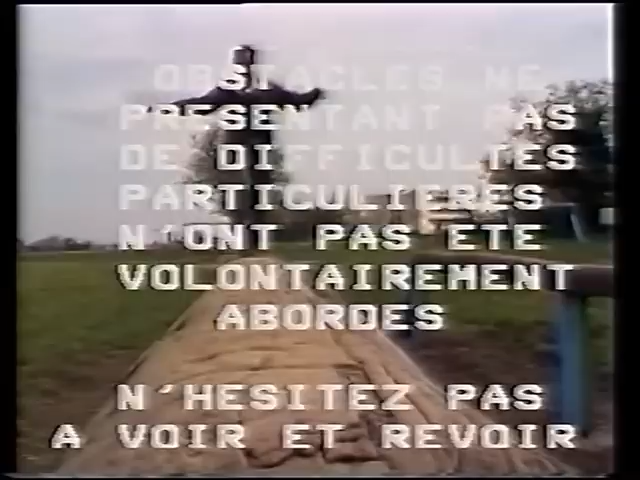 OBSTACLES NE
PRESENTANT PAS
DE DIFFICULTES
PARTICULIERES
N'ONT PAS ETE
VOLONTAIREMENT
ABORDES
N'HESITEZ PAS
A VOIR ET REVOIR